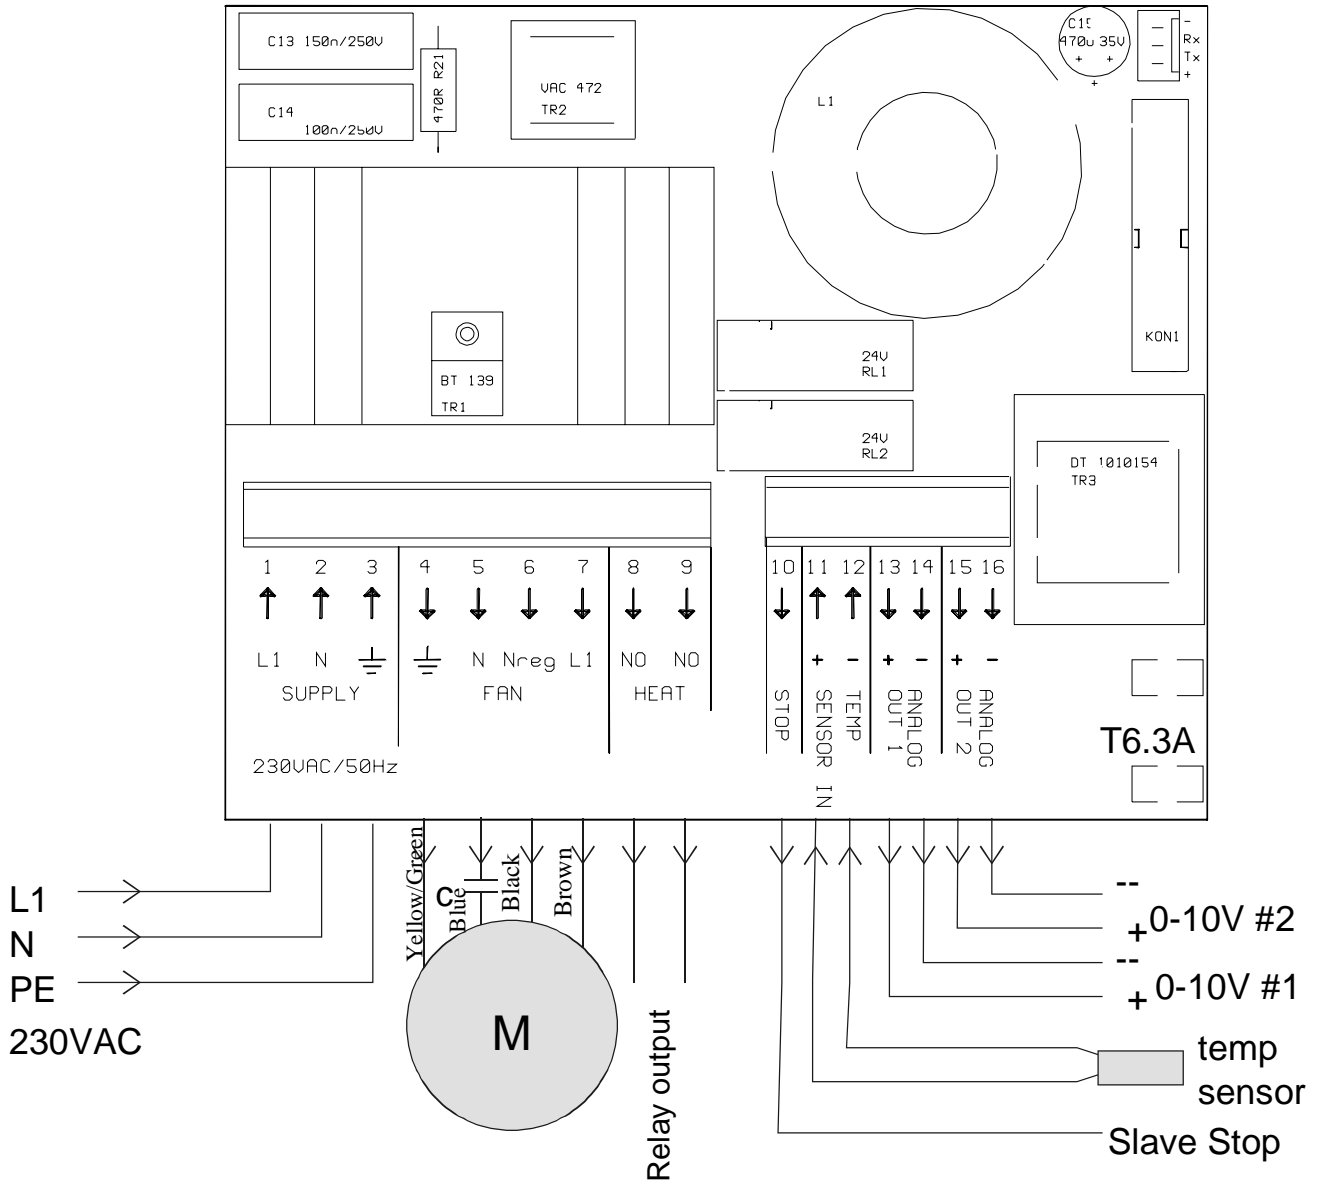 C13 150n/250V
C14
100n/250V
470R R21
VAC 472
TR2
L1
C15
470u 35V
+ +
+
-
Rx
Tx
+
KON1
BT 139
TR1
24V
RL1
24V
RL2
DT 1010154
TR3
1 2 3 4 5 6 7 8 9
L1 N N Nreg L1 NO NO
SUPPLY FAN HEAT
230VAC/50Hz
10 11 12 13 14 15 16
+ - + - + -
STOP
SENSOR IN
TEMP
OUT 1
ANALOG
OUT 2
ANALOG
T6.3A
L1
N
PE
230VAC
Yellow/Green
C
Blue
Black
Brown
M
Relay output
--
+ 0-10V #2
--
+ 0-10V #1
temp
sensor
Slave Stop